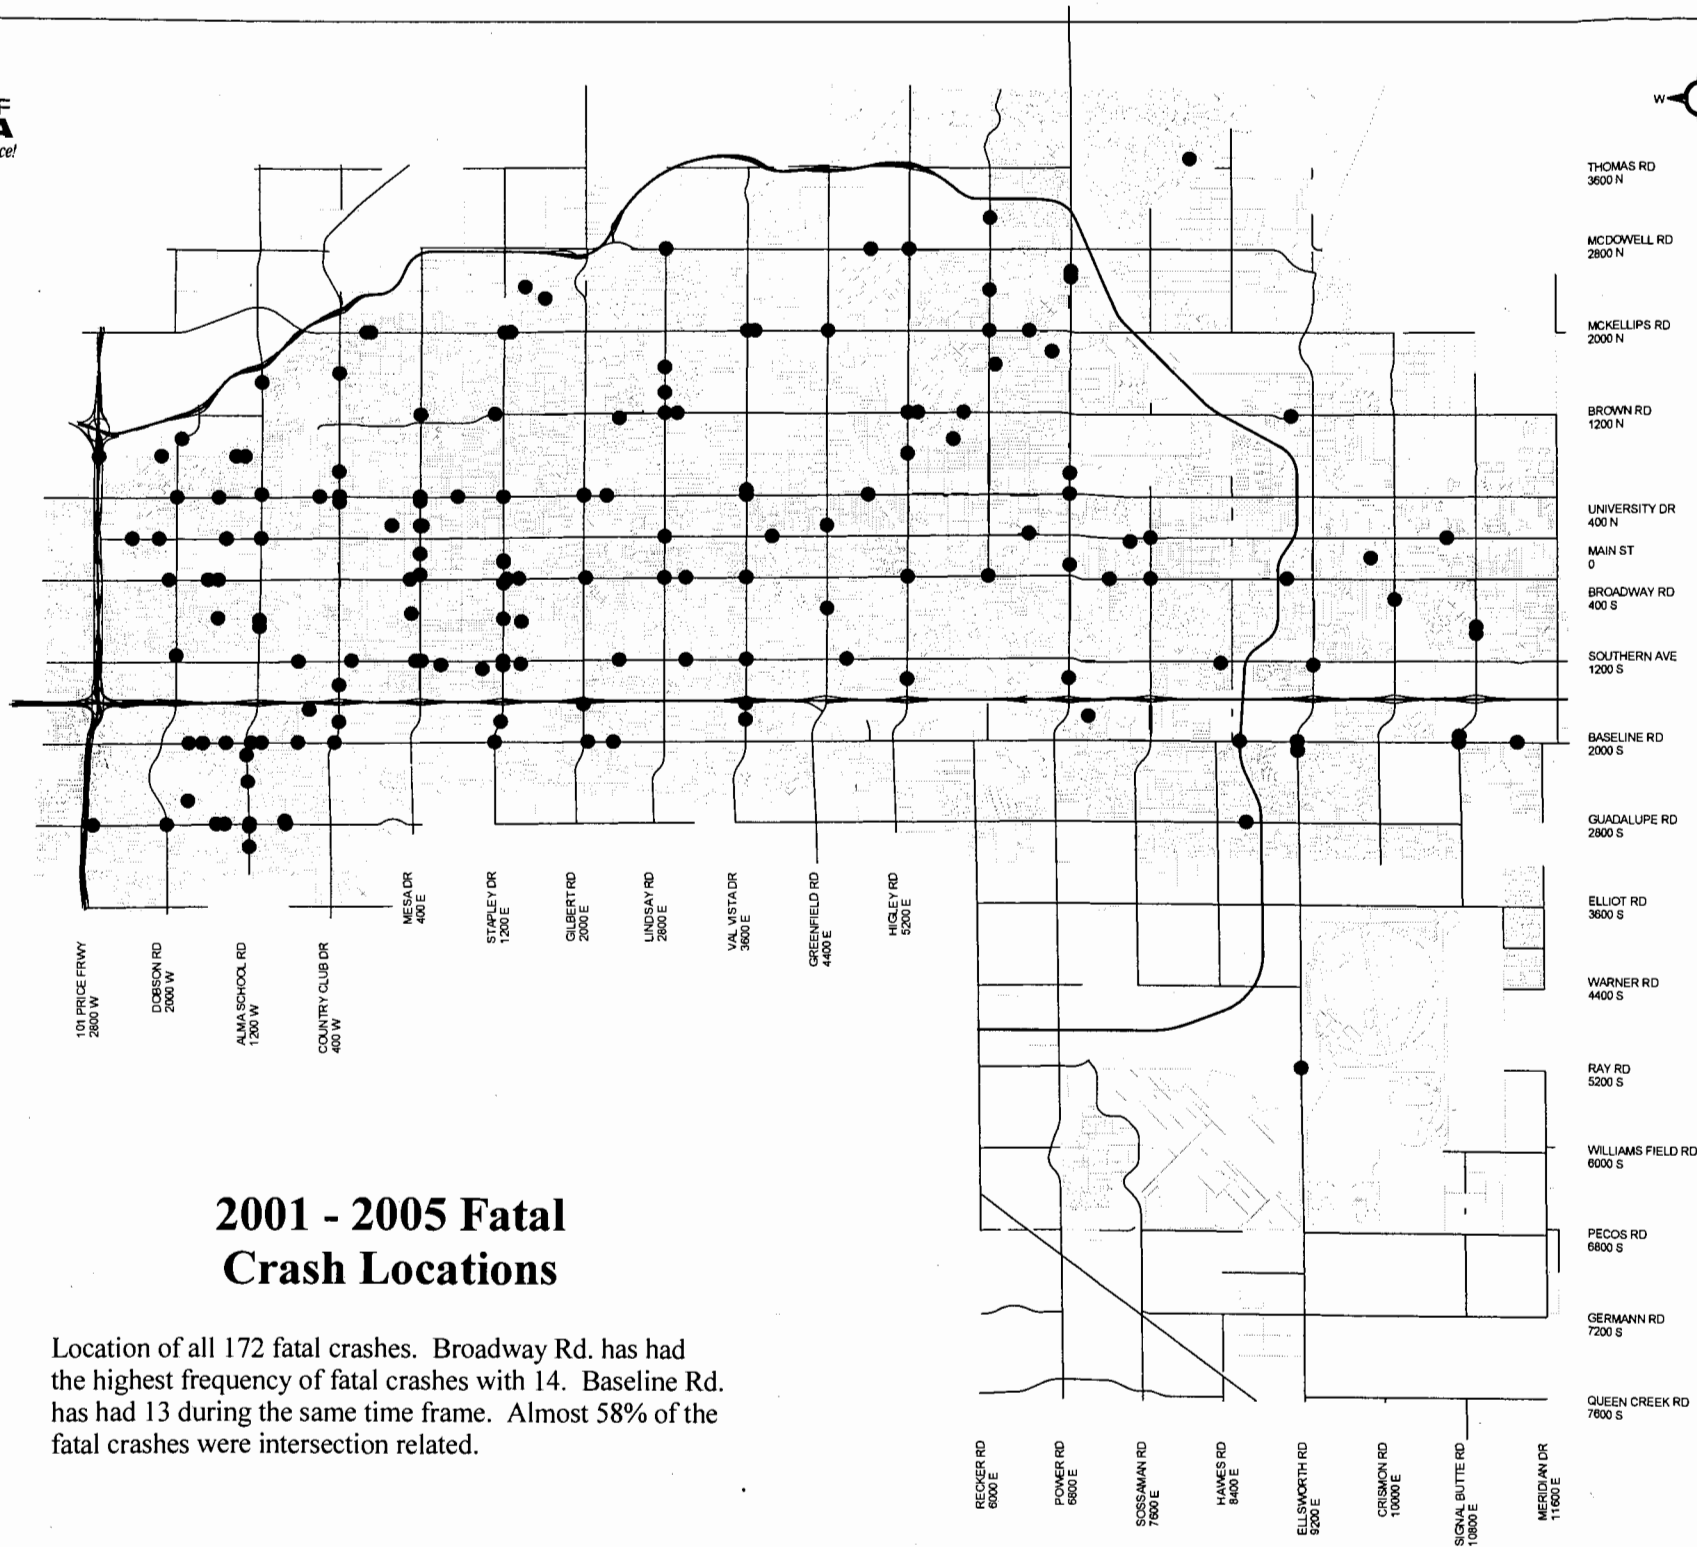 F
A
ce!
W
THOMAS RD
3600 N
MCDOWELL RD
2800 N
MCKELLIPS RD
2000 N
BROWN RD
1200 N
UNIVERSITY DR
400 N
MAIN ST
0
BROADWAY RD
400 S
SOUTHERN AVE
1200 S
BASELINE RD
2000 S
GUADALUPE RD
2800 S
ELLIOT RD
3600 S
WARNER RD
4400 S
RAY RD
5200 S
WILLIAMS FIELD RD
6000 S
PECOS RD
6800 S
GERMANN RD
7200 S
QUEEN CREEK RD
7600 S
101 PRICE FRWY
2800 W
DOBSON RD
2000 W
ALMA SCHOOL RD
1200 W
COUNTRY CLUB DR
400 W
MESA DR
400 E
STAPLEY DR
1200 E
GILBERT RD
2000 E
LINDSAY RD
2800 E
VAL VISTA DR
3600 E
GREENFIELD RD
4400 E
HIGLEY RD
5200 E
RECKER RD
6000 E
POWER RD
6800 E
SOSSAMAN RD
7600 E
HAWES RD
8400 E
ELLSWORTH RD
9200 E
CRISMON RD
10000 E
SIGNAL BUTTE RD
10800 E
MERIDIAN DR
11600 E
2001 - 2005 Fatal
Crash Locations
Location of all 172 fatal crashes. Broadway Rd. has had
the highest frequency of fatal crashes with 14. Baseline Rd.
has had 13 during the same time frame. Almost 58% of the
fatal crashes were intersection related.